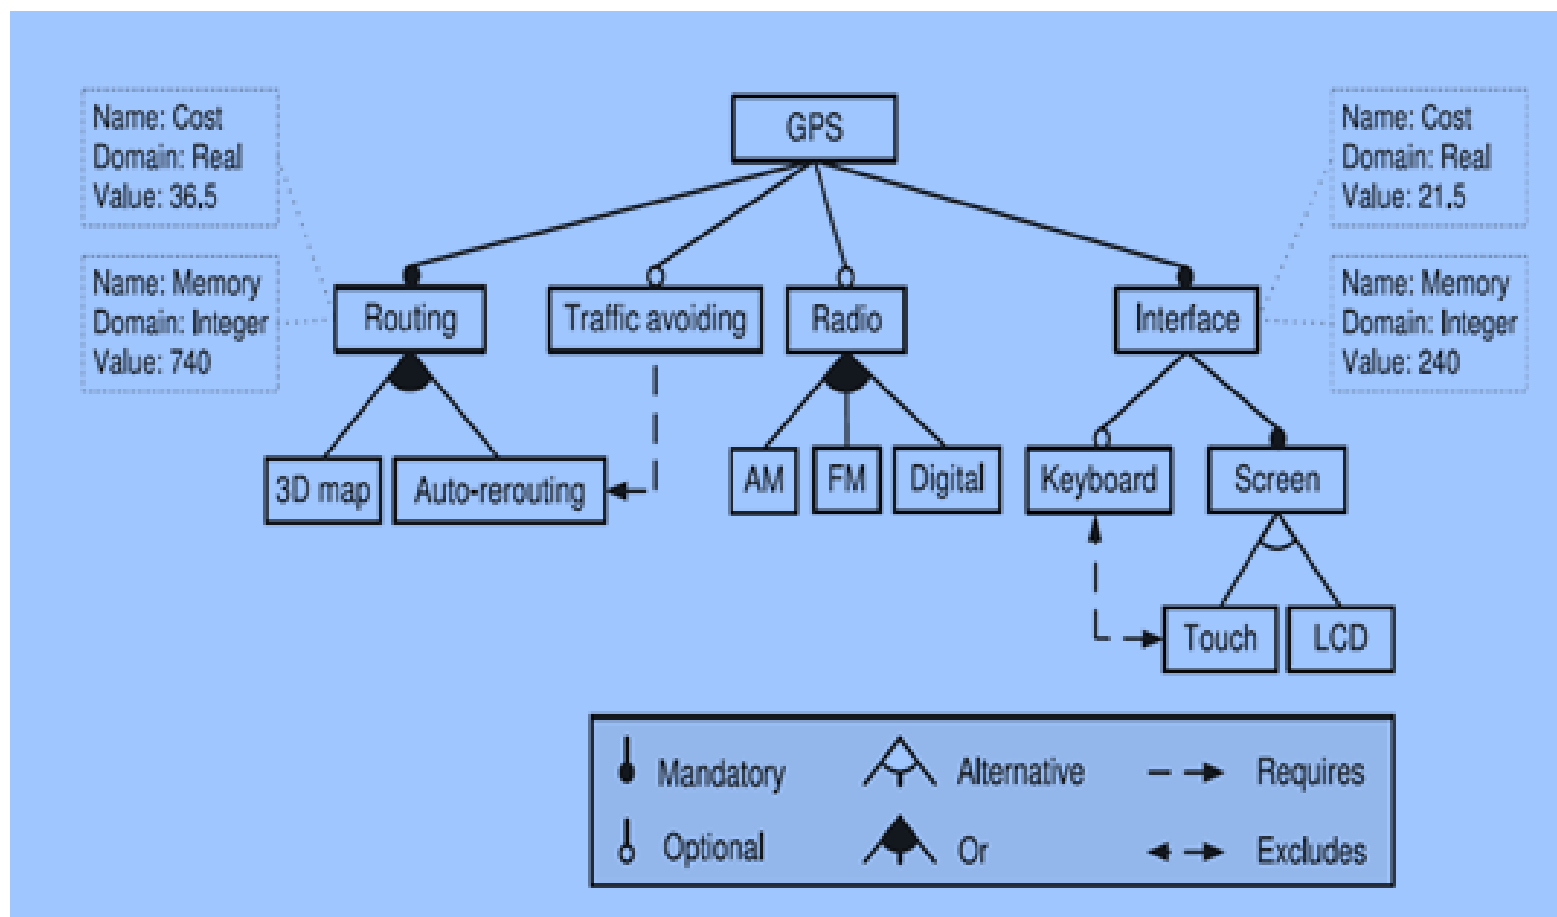 GPS
Name: Cost
Domain: Real
Value: 36.5
Name: Cost
Domain: Real
Value: 21.5
Name: Memory
Domain: Integer
Value: 740
Routing
Traffic avoiding
Radio
Interface
Name: Memory
Domain: Integer
Value: 240
3D map
Auto-rerouting
AM
FM
Digital
Keyboard
Screen
Touch
LCD
Mandatory
Alternative
Requires
Optional
Or
Excludes